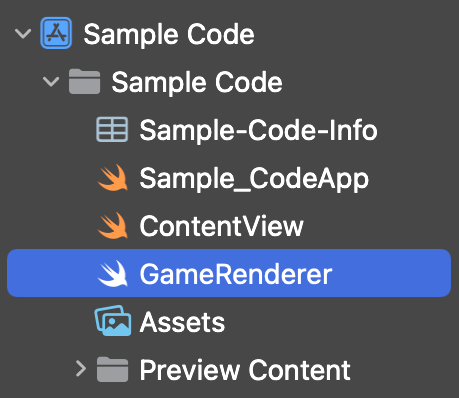 Sample Code
Sample Code
Sample-Code-Info
Sample_CodeApp
ContentView
GameRenderer
Assets
Preview Content